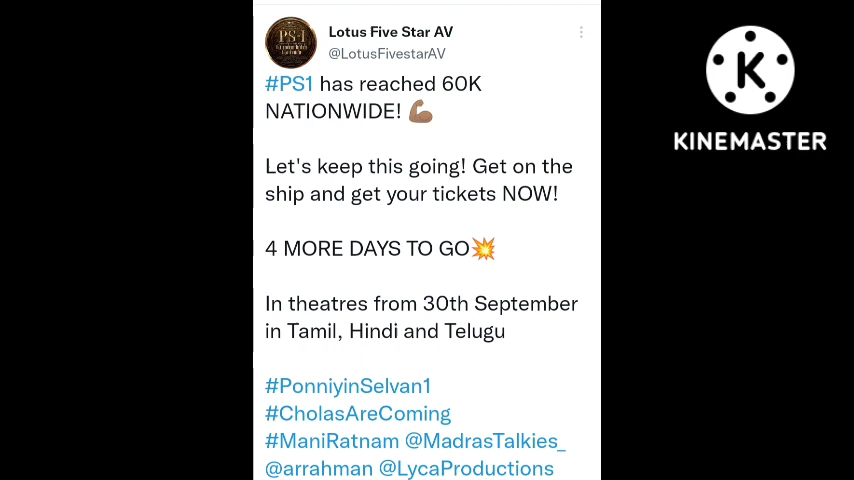 Lotus Five Star AV
@LotusFivestarAV
#PS1 has reached 60K
NATIONWIDE! 💪🏽
Let's keep this going! Get on the
ship and get your tickets NOW!
4 MORE DAYS TO GO💥
In theatres from 30th September
in Tamil, Hindi and Telugu
#PonniyinSelvan1
#CholasAreComing
#ManiRatnam @MadrasTalkies_
@arrahman @LycaProductions
PS-1
K
KINEMASTER